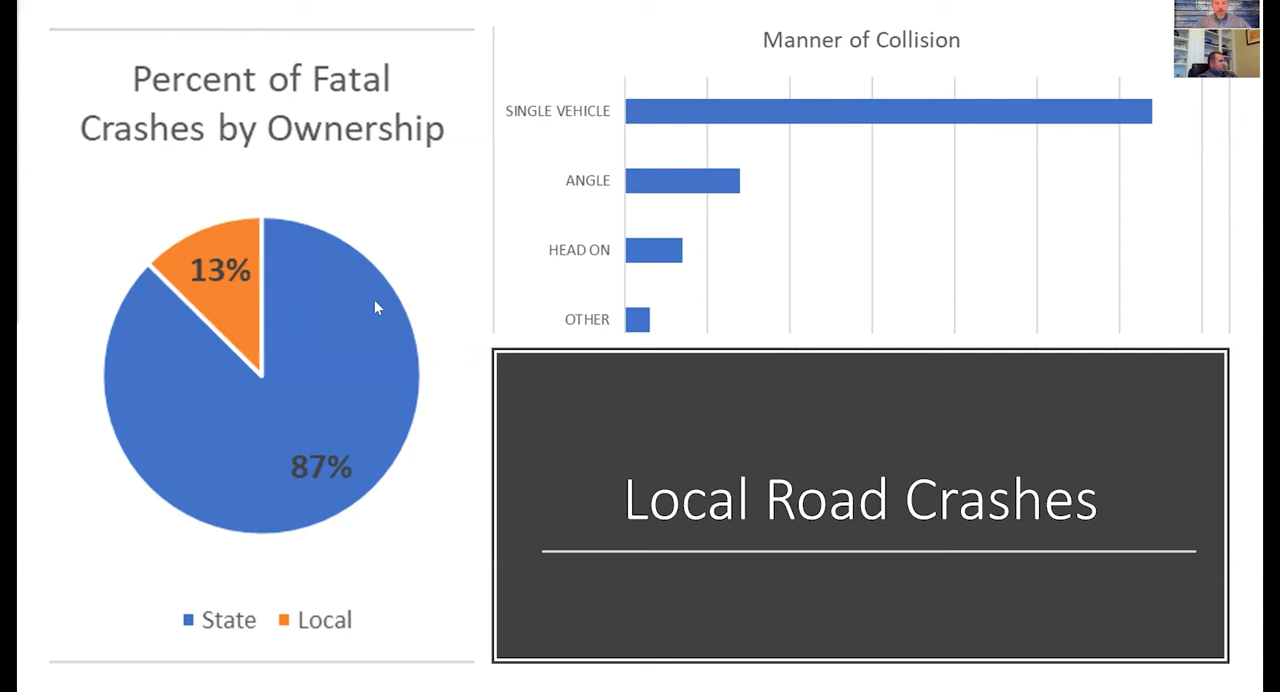 Percent of Fatal
Crashes by Ownership
13%
87%
State
Local
Manner of Collision
SINGLE VEHICLE
ANGLE
HEAD ON
OTHER
Local Road Crashes